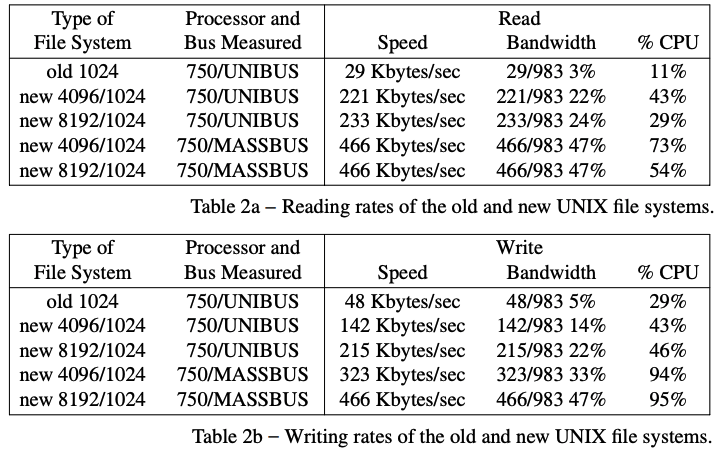 Type of Processor and Read
File System Bus Measured Speed Bandwidth % CPU
old 1024 750/UNIBUS 29 Kbytes/sec 29/983 3% 11%
new 4096/1024 750/UNIBUS 221 Kbytes/sec 221/983 22% 43%
new 8192/1024 750/UNIBUS 233 Kbytes/sec 233/983 24% 29%
new 4096/1024 750/MASSBUS 466 Kbytes/sec 466/983 47% 73%
new 8192/1024 750/MASSBUS 466 Kbytes/sec 466/983 47% 54%
Table 2a − Reading rates of the old and new UNIX file systems.
Type of Processor and Write
File System Bus Measured Speed Bandwidth % CPU
old 1024 750/UNIBUS 48 Kbytes/sec 48/983 5% 29%
new 4096/1024 750/UNIBUS 142 Kbytes/sec 142/983 14% 43%
new 8192/1024 750/UNIBUS 215 Kbytes/sec 215/983 22% 46%
new 4096/1024 750/MASSBUS 323 Kbytes/sec 323/983 33% 94%
new 8192/1024 750/MASSBUS 466 Kbytes/sec 466/983 47% 95%
Table 2b − Writing rates of the old and new UNIX file systems.